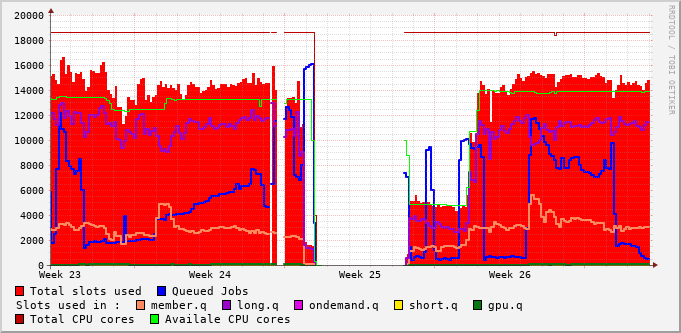 20000
18000
16000
14000
12000
10000
8000
6000
4000
2000
0
Week 23 Week 24 Week 25 Week 26
RRDTOOL / TOBI OETIKER
Total slots used Queued Jobs
Slots used in : member.q long.q ondemand.q short.q gpu.q
Total CPU cores Availale CPU cores